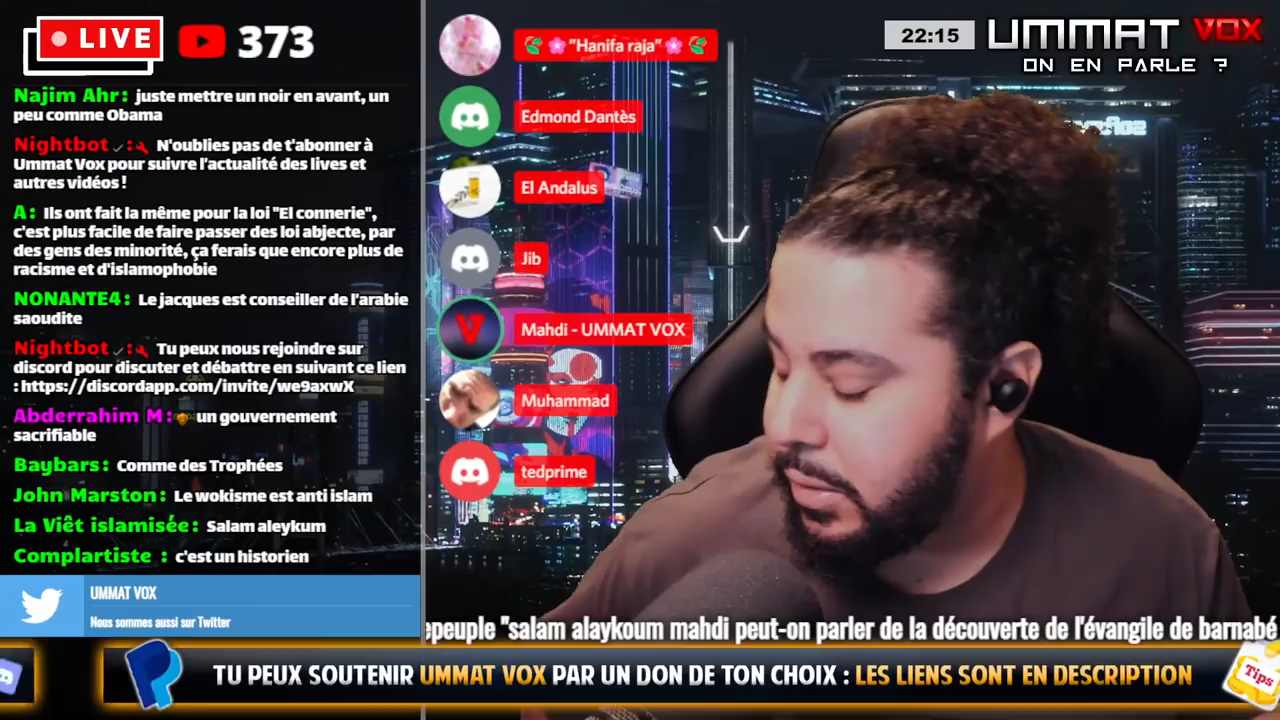 LIVE
373
Najim Ahr: juste mettre un noir en avant, un
peu comme Obama
Nightbot : N'oublies pas de t'abonner à
Ummat Vox pour suivre l'actualité des lives et
autres vidéos !
A: Ils ont fait la même pour la loi "El connerie",
c'est plus facile de faire passer des loi abjecte, par
des gens des minorité, ça ferais que encore plus de
racisme et d'islamophobie
NONANTE4: Le jacques est conseiller de l'arabie
saoudite
Nightbot : Tu peux nous rejoindre sur
discord pour discuter et débattre en suivant ce lien
: https://discordapp.com/invite/we9axwX
Abderrahim M: un gouvernement
sacrifiable
Baybars: Comme des Trophées
John Marston: Le wokisme est anti islam
La Viêt islamisée: Salam aleykum
Complartiste : c'est un historien
UMMAT VOX
Nous sommes aussi sur Twitter
"Hanifa raja"
Edmond Dantès
El Andalus
Jib
Mahdi - UMMAT VOX
Muhammad
tedprime
22:15
UMMAT VOX
ON EN PARLE ?
epeuple "salam alaykoum mahdi peut-on parler de la découverte de l'évangile de barnabé
TU PEUX SOUTENIR UMMAT VOX PAR UN DON DE TON CHOIX : LES LIENS SONT EN DESCRIPTION
Tips